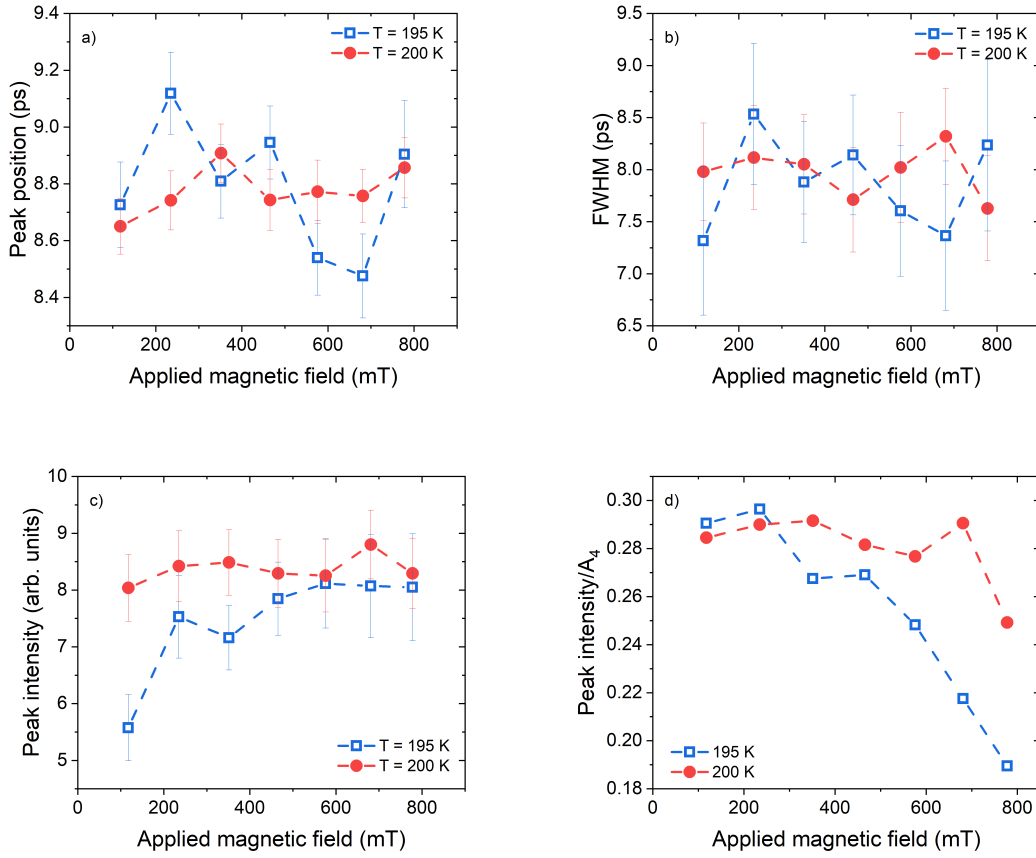 a)
T = 195 K
T = 200 K
9.4
9.2
9.0
8.8
8.6
8.4
Peak position (ps)
0 200 400 600 800
Applied magnetic field (mT)
b)
T = 195 K
T = 200 K
9.5
9.0
8.5
8.0
7.5
7.0
6.5
FWHM (ps)
0 200 400 600 800
Applied magnetic field (mT)
c)
10
9
8
7
6
5
Peak intensity (arb. units)
T = 195 K
T = 200 K
0 200 400 600 800
Applied magnetic field (mT)
d)
0.30
0.28
0.26
0.24
0.22
0.20
0.18
Peak intensity/A₄
195 K
200 K
0 200 400 600 800
Applied magnetic field (mT)